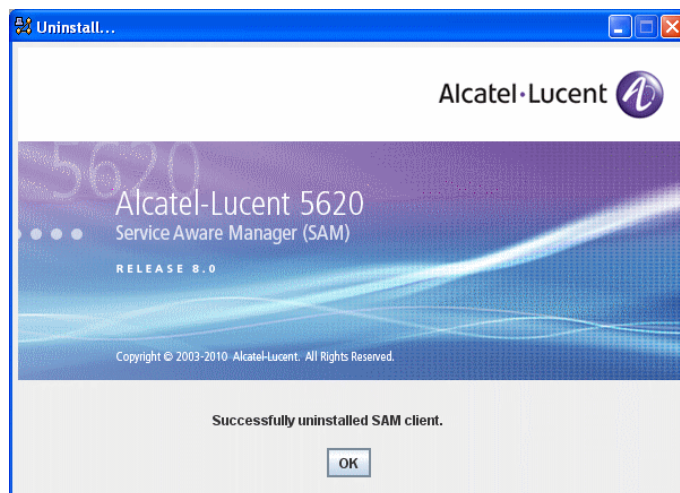 Uninstall...
Alcatel·Lucent
5620
Alcatel-Lucent 5620
Service Aware Manager (SAM)
RELEASE 8.0
Copyright © 2003-2010 Alcatel-Lucent. All Rights Reserved.
Successfully uninstalled SAM client.
OK